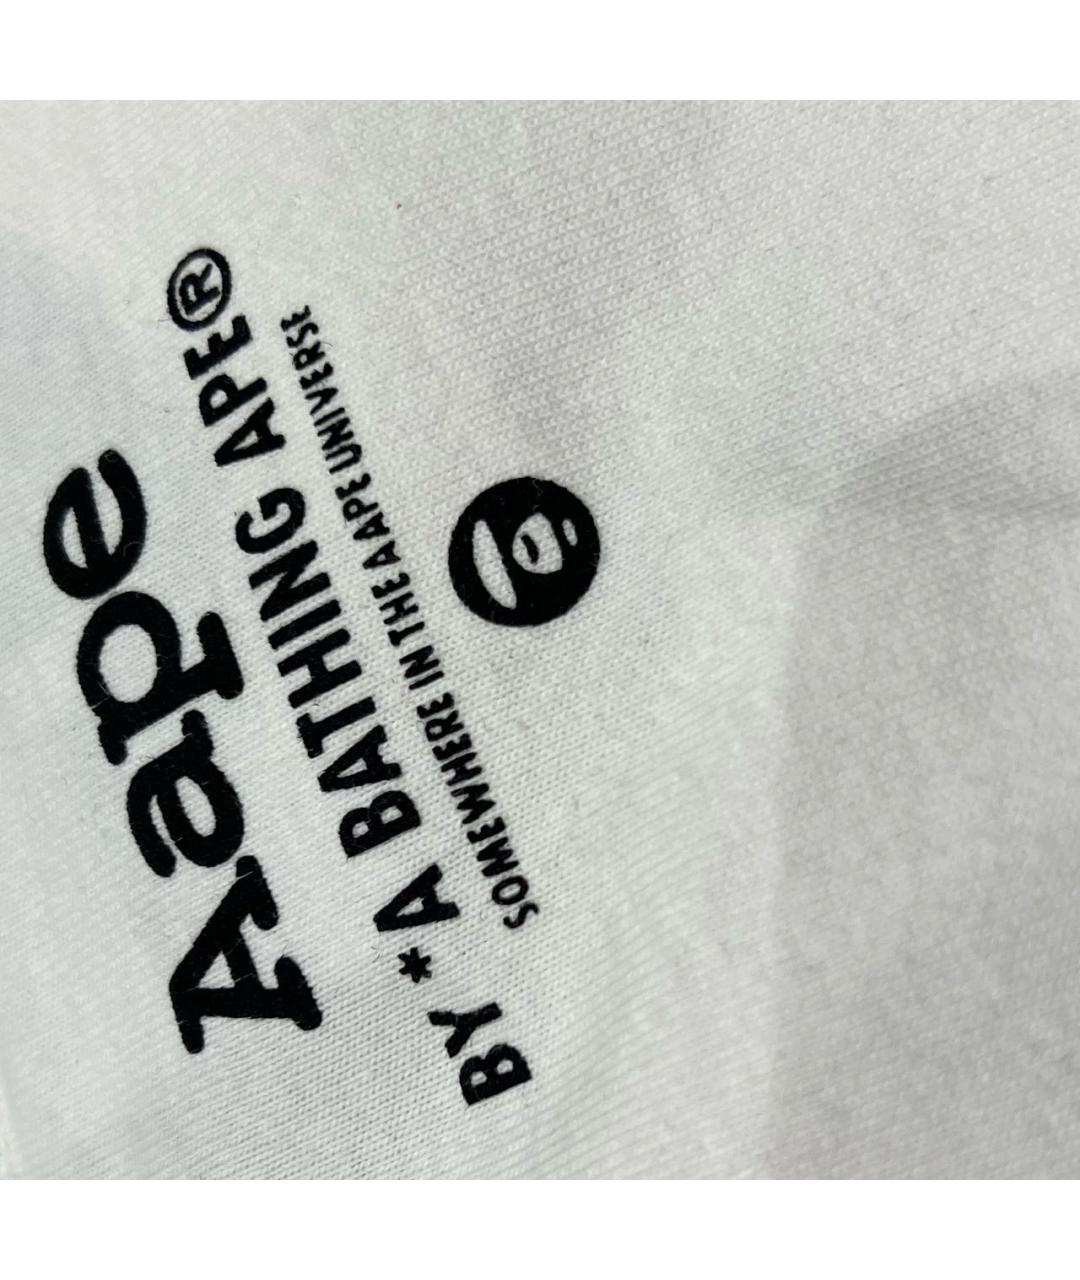 Aape
BY *A BATHING APE®
SOMEWHERE IN THE AAPE UNIVERSE